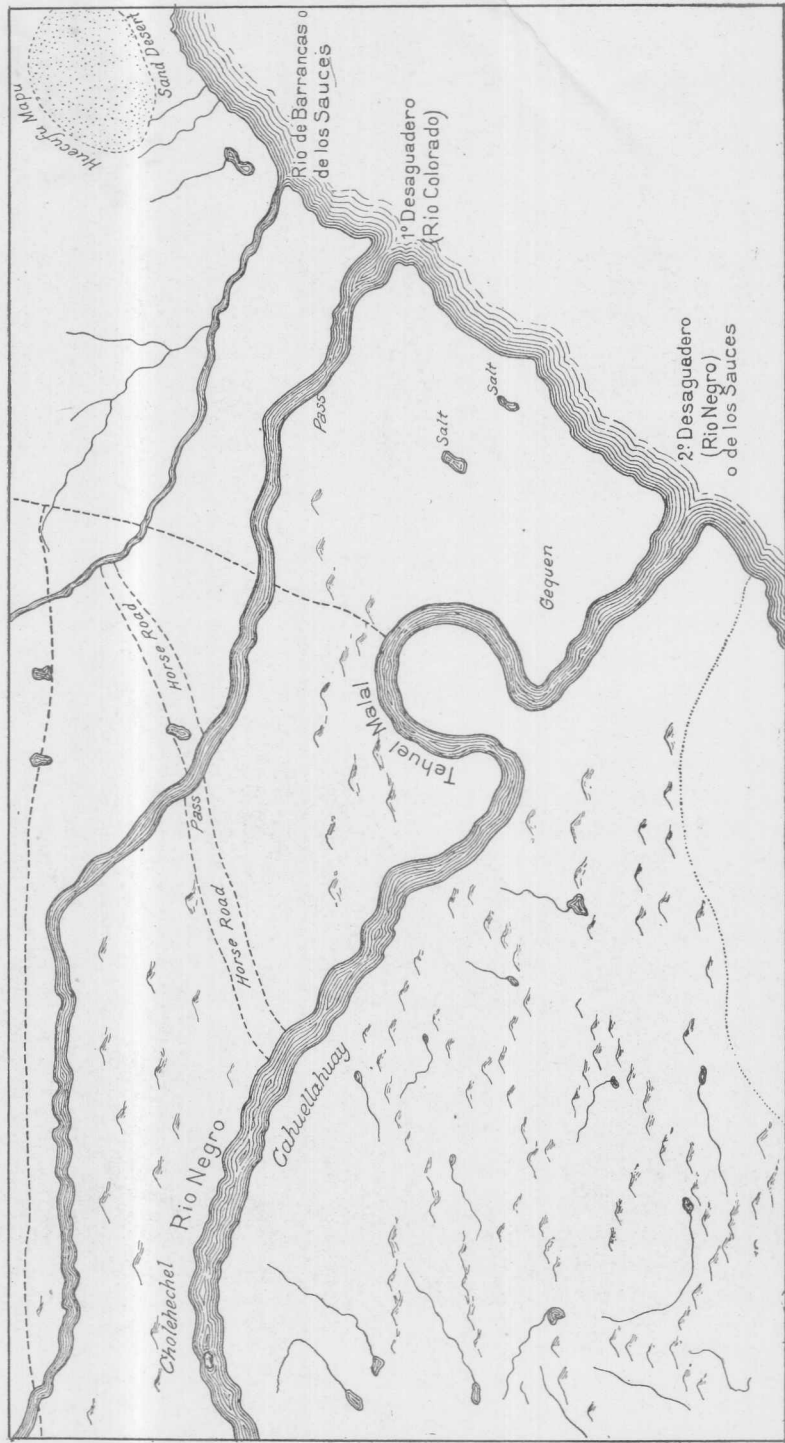 Huecufu Mapu
Sand Desert
Rio de Barrancas o
de los Sauces
1º Desaguadero
(Rio Colorado)
Pass
Salt
Salt
2º Desaguadero
(Rio Negro)
o de los Sauces
Gequen
Horse Road
Tehuel Malal
Pass
Horse Road
Cahuellahuay
Rio Negro
Cholehechel